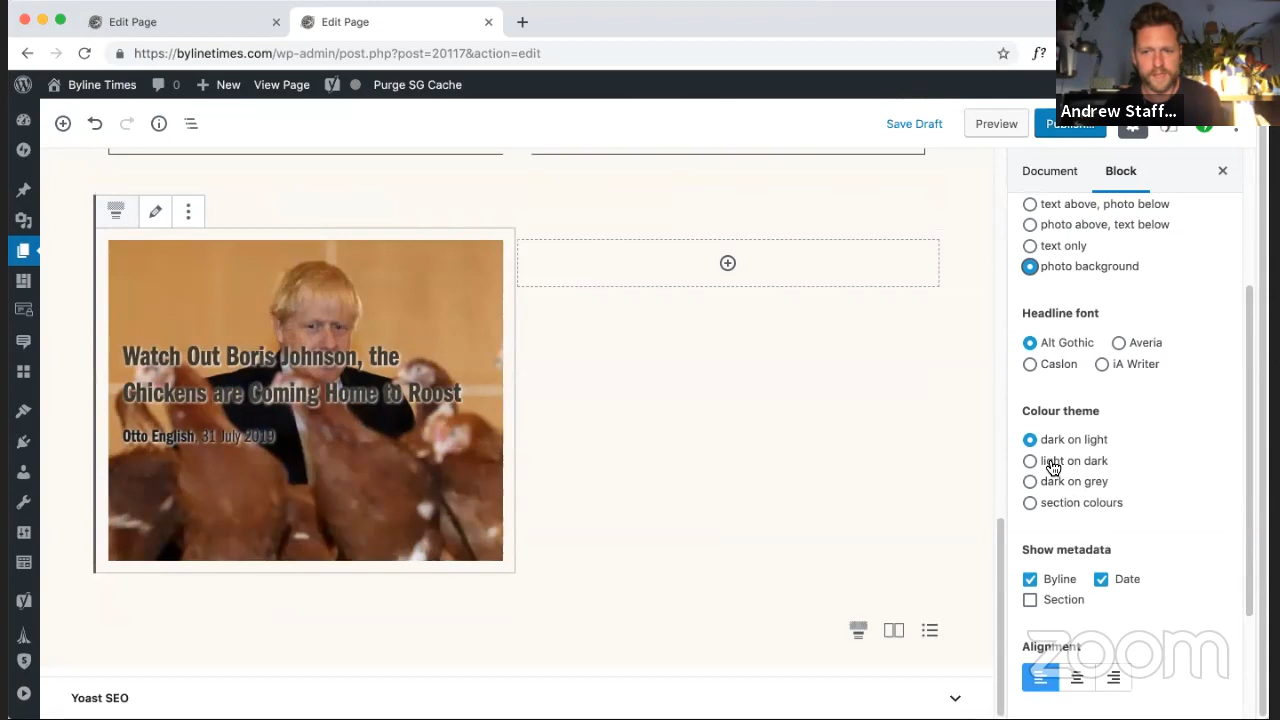 Edit Page
Edit Page
https://bylinetimes.com/wp-admin/post.php?post=20117&action=edit
f?
Byline Times
0
New
View Page
Purge SG Cache
Andrew Staff...
Save Draft
Preview
Publish...
Document
Block
text above, photo below
photo above, text below
text only
photo background
Headline font
Alt Gothic
Averia
Caslon
iA Writer
Colour theme
dark on light
light on dark
dark on grey
section colours
Show metadata
Byline
Date
Section
Alignment
Watch Out Boris Johnson, the
Chickens are Coming Home to Roost
Otto English, 31 July 2019
Yoast SEO
zoom